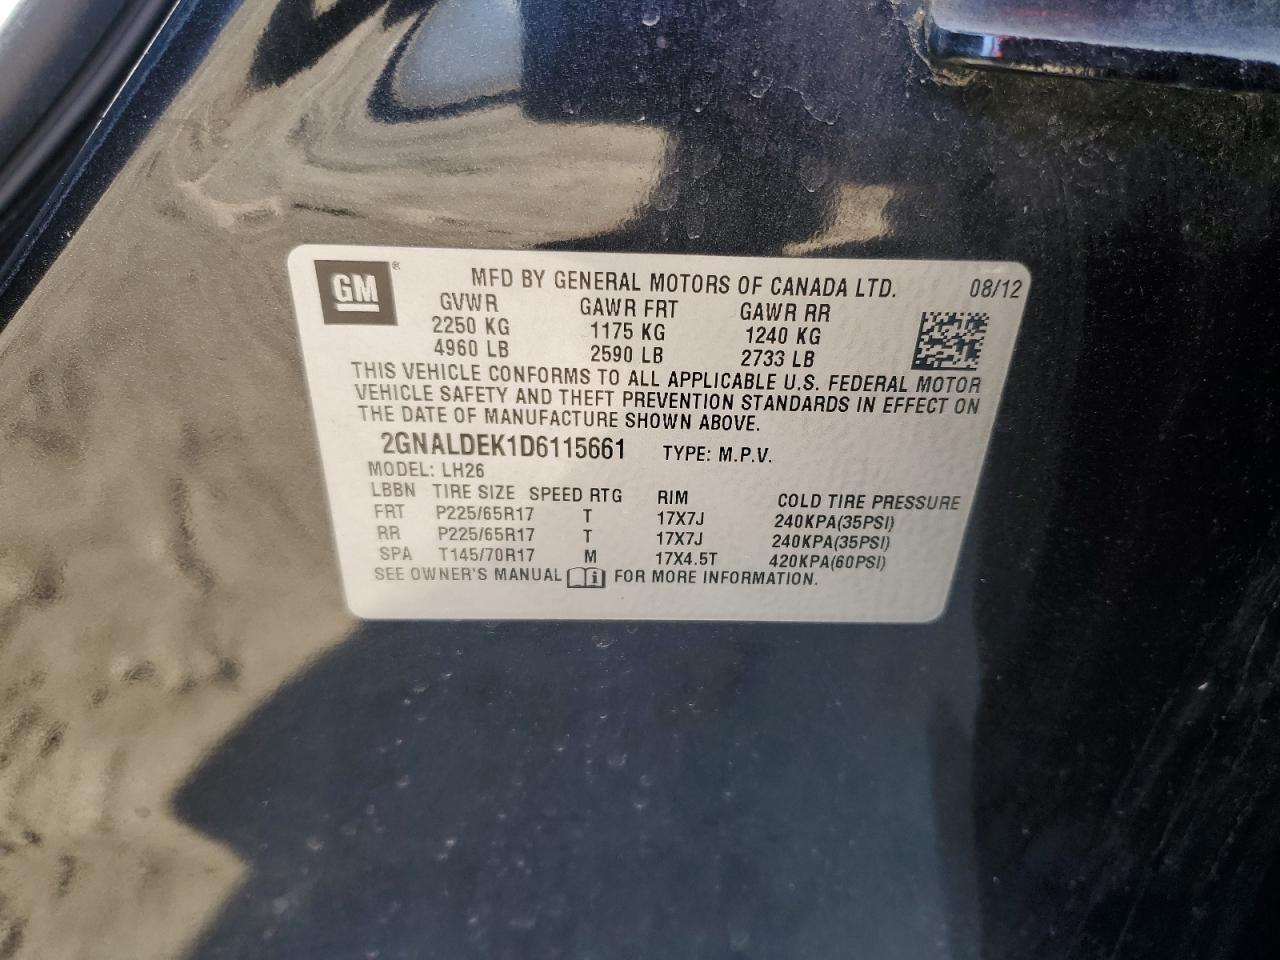 GM ® MFD BY GENERAL MOTORS OF CANADA LTD. 08/12
GVWR GAWR FRT GAWR RR
2250 KG 1175 KG 1240 KG
4960 LB 2590 LB 2733 LB
THIS VEHICLE CONFORMS TO ALL APPLICABLE U.S. FEDERAL MOTOR
VEHICLE SAFETY AND THEFT PREVENTION STANDARDS IN EFFECT ON
THE DATE OF MANUFACTURE SHOWN ABOVE.
2GNALDEK1D6115661 TYPE: M.P.V.
MODEL: LH26
LBBN TIRE SIZE SPEED RTG RIM COLD TIRE PRESSURE
FRT P225/65R17 T 17X7J 240KPA(35PSI)
RR P225/65R17 T 17X7J 240KPA(35PSI)
SPA T145/70R17 M 17X4.5T 420KPA(60PSI)
SEE OWNER'S MANUAL i FOR MORE INFORMATION.